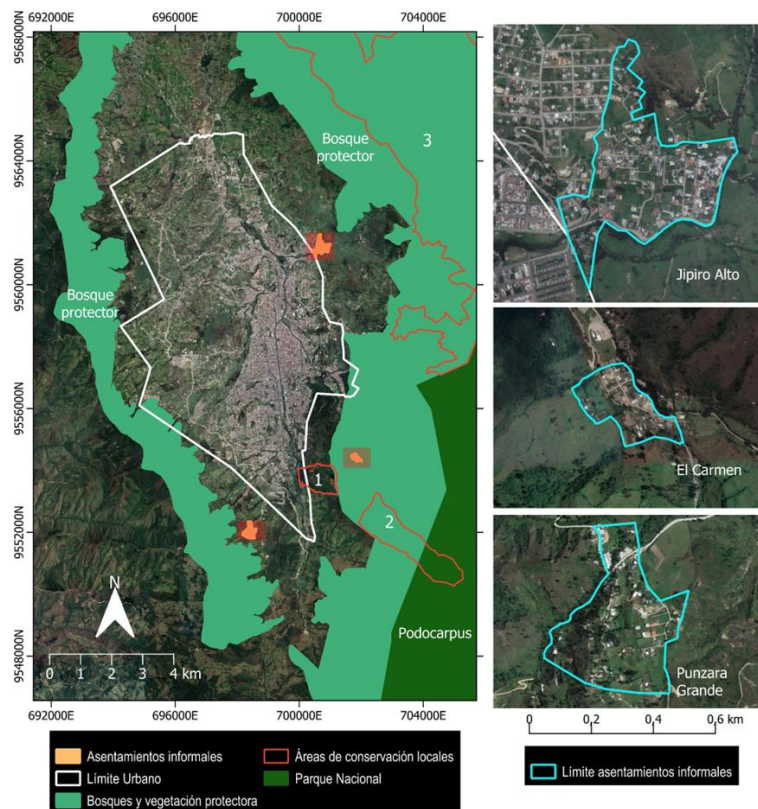 9568000N
9564000N
9560000N
9556000N
9552000N
9548000N
692000E
696000E
700000E
704000E
692000E
696000E
700000E
704000E
Bosque
protector
3
Bosque
protector
1
2
Podocarpus
N
0 1 2 3 4 km
Jipiro Alto
El Carmen
Punzara
Grande
0 0,2 0,4 0,6 km
Asentamientos informales
Límite Urbano
Bosques y vegetación protectora
Áreas de conservación locales
Parque Nacional
Límite asentamientos informales